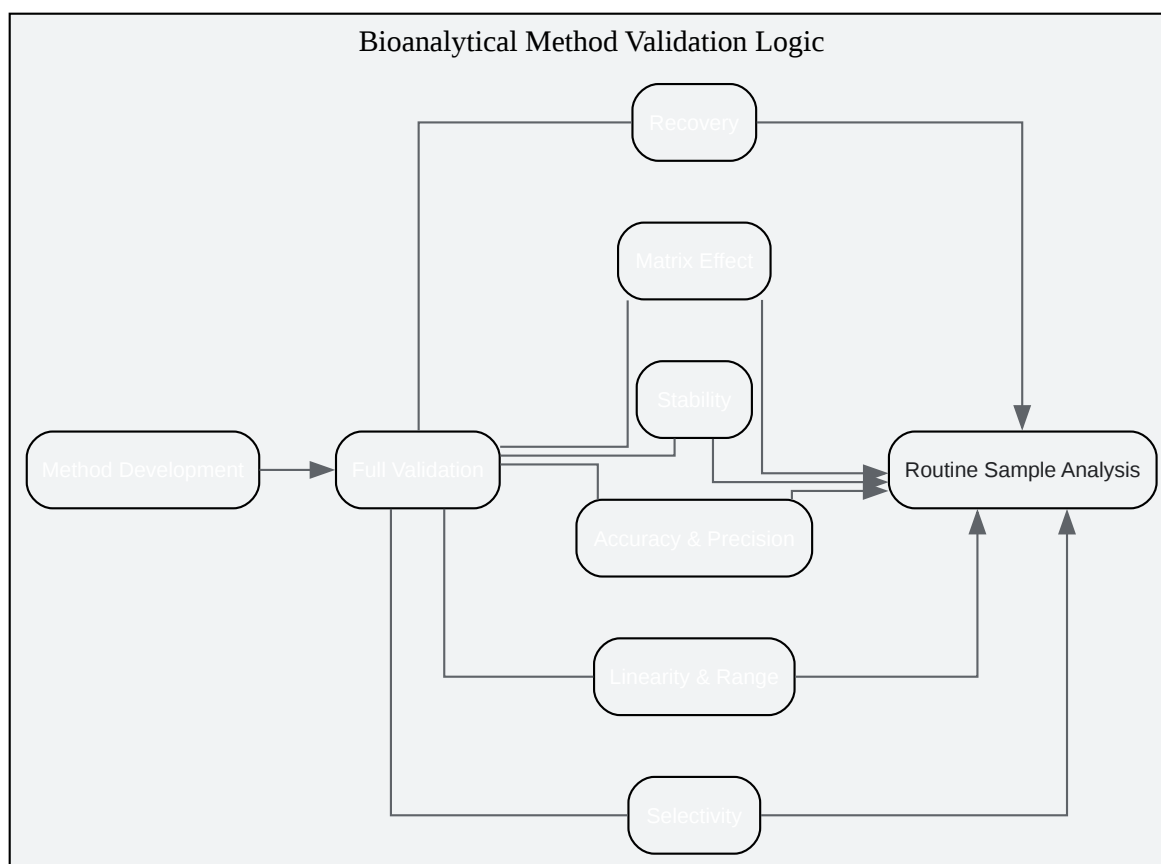 Bioanalytical Method Validation Logic
Recovery
Matrix Effect
Stability
Method Development
Full Validation
Routine Sample Analysis
Accuracy & Precision
Linearity & Range
Selectivity